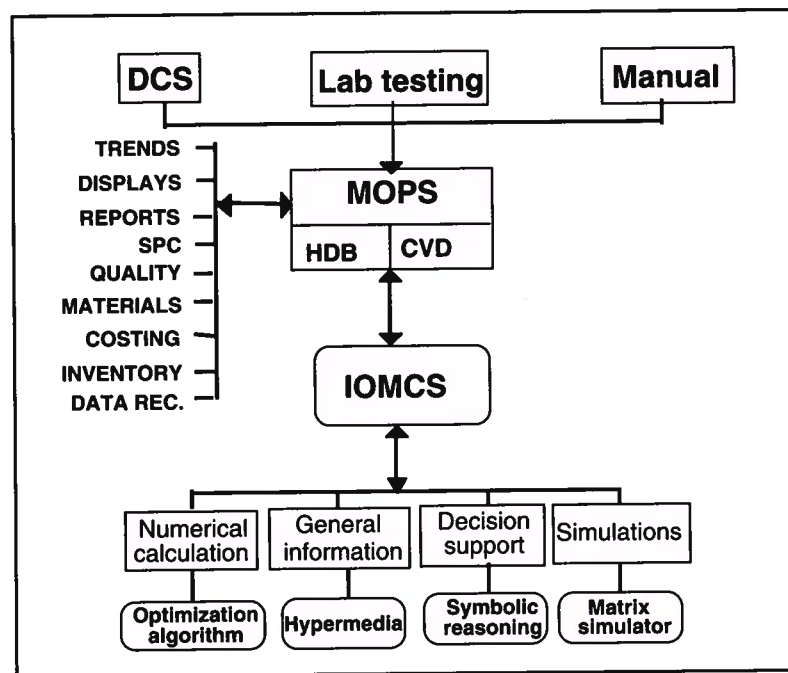 DCS
Lab testing
Manual
TRENDS
DISPLAYS
REPORTS
SPC
QUALITY
MATERIALS
COSTING
INVENTORY
DATA REC.
MOPS
HDB
CVD
IOMCS
Numerical
calculation
General
information
Decision
support
Simulations
Optimization
algorithm
Hypermedia
Symbolic
reasoning
Matrix
simulator